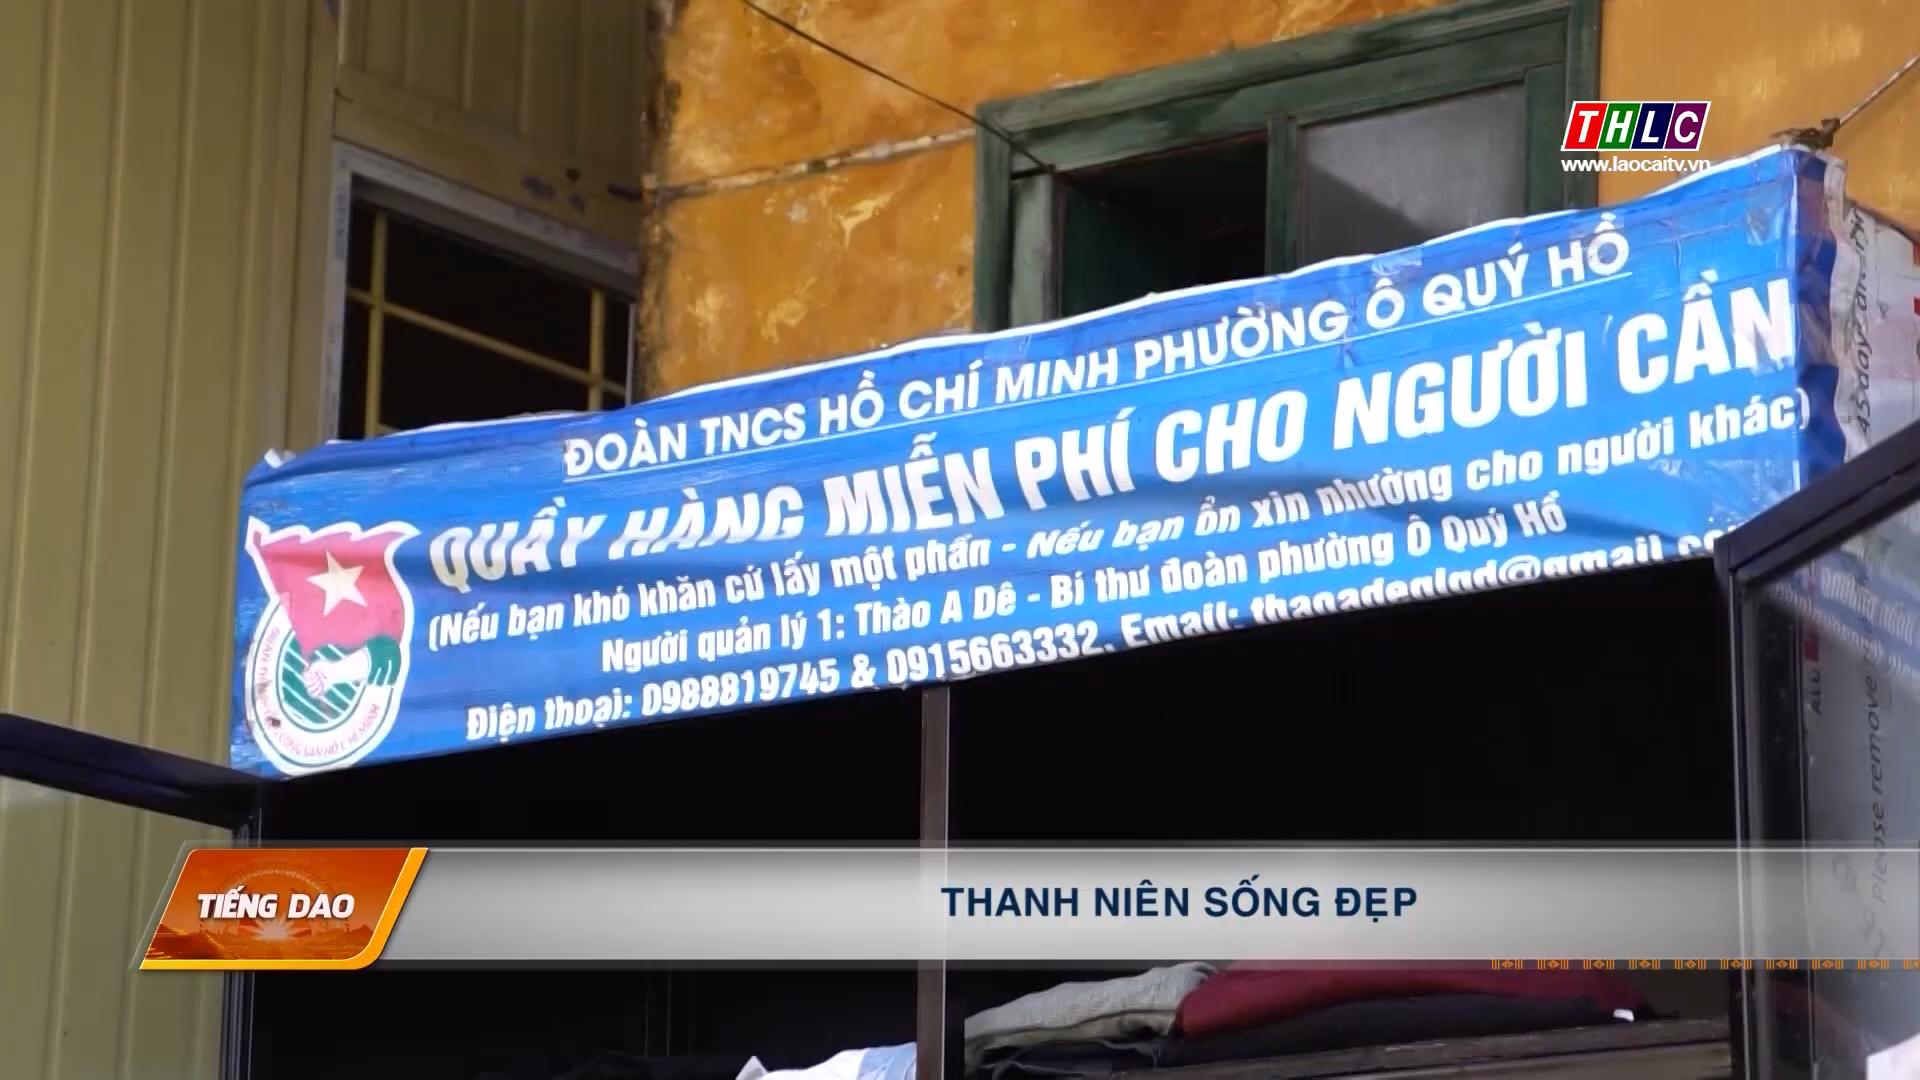 THLC
www.laocaitv.vn
ĐOÀN TNCS HỒ CHÍ MINH PHƯỜNG Ô QUÝ HỒ
QUẦY HÀNG MIỄN PHÍ CHO NGƯỜI CẦN
(Nếu bạn khó khăn cứ lấy một phần - Nếu bạn ổn xin nhường cho người khác)
Người quản lý 1: Thào A Dê - Bí thư đoàn phường Ô Quý Hồ
Điện thoại: 0988819745 & 0915663332. Email:
45day
Please remove
TIẾNG DAO
THANH NIÊN SỐNG ĐẸP